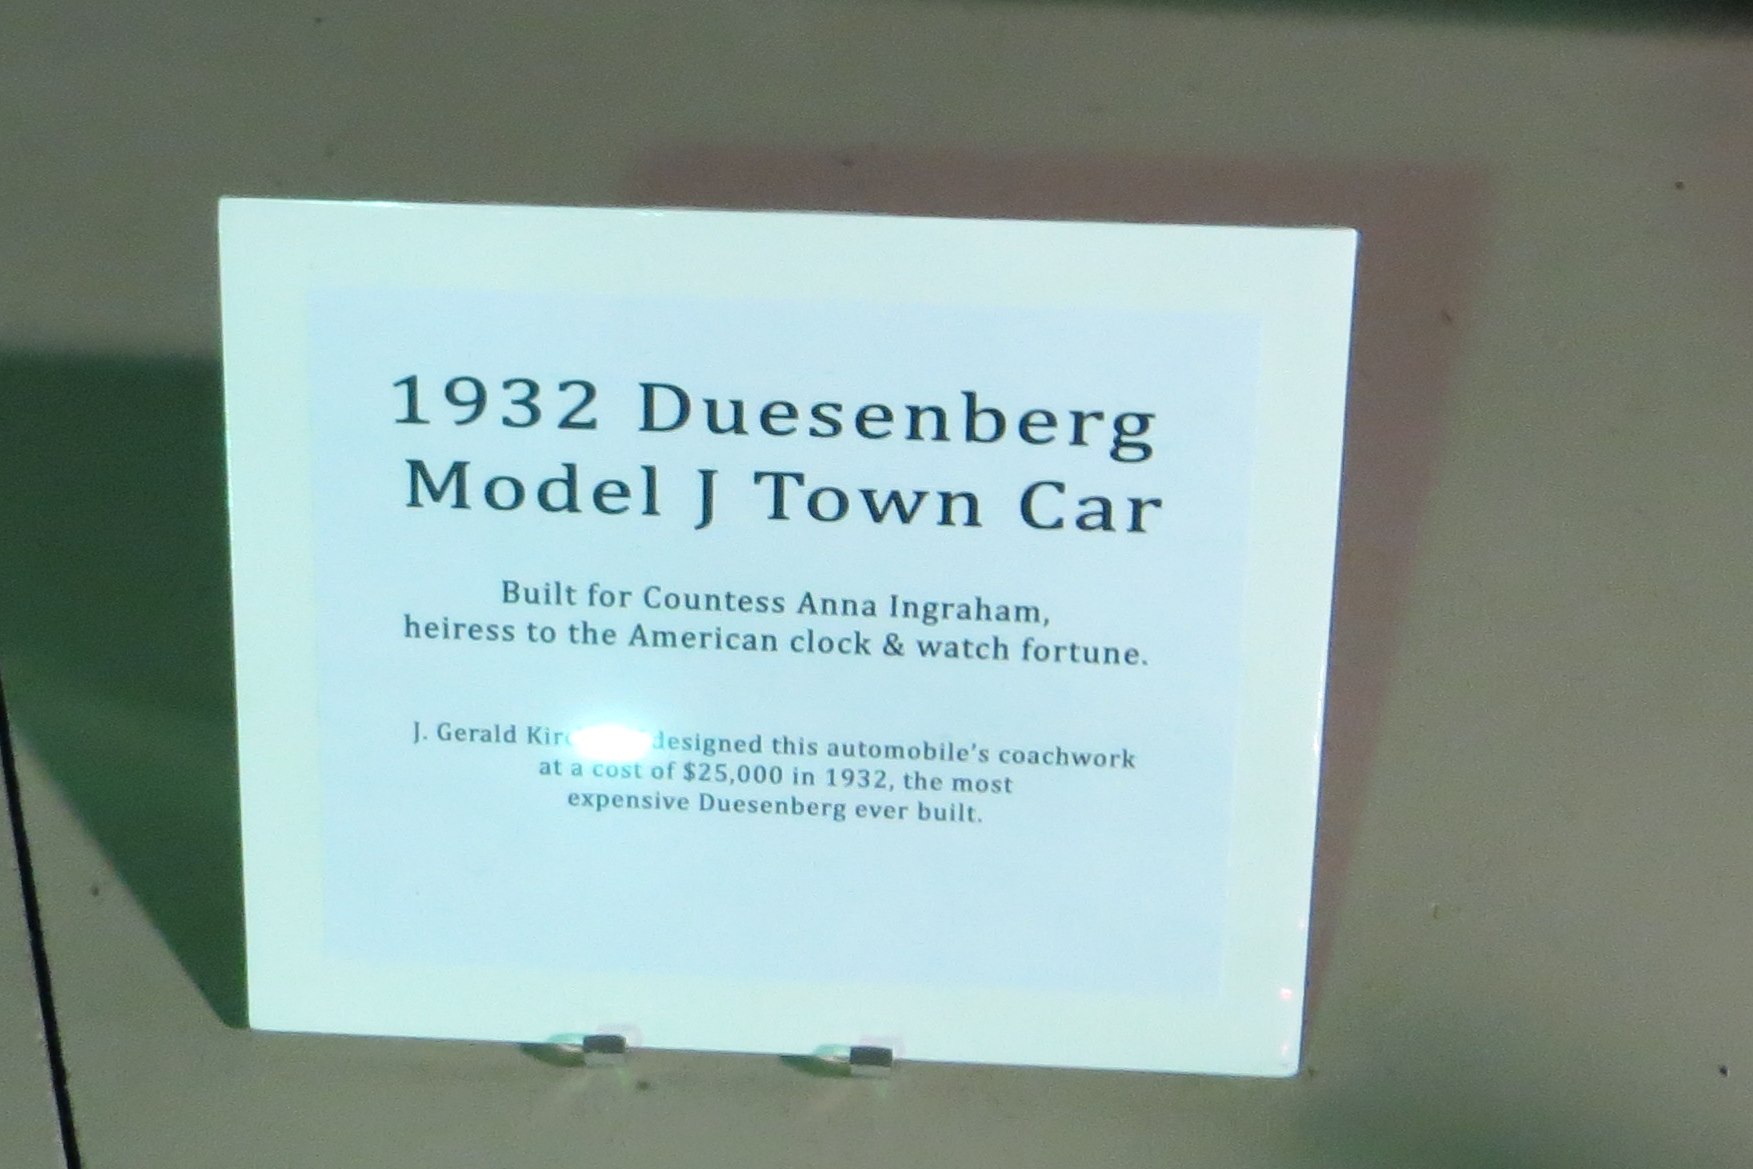 1932 Duesenberg
Model J Town Car
Built for Countess Anna Ingraham,
heiress to the American clock & watch fortune.
J. Gerald designed this automobile's coachwork
at a cost of $25,000 in 1932, the most
expensive Duesenberg ever built.